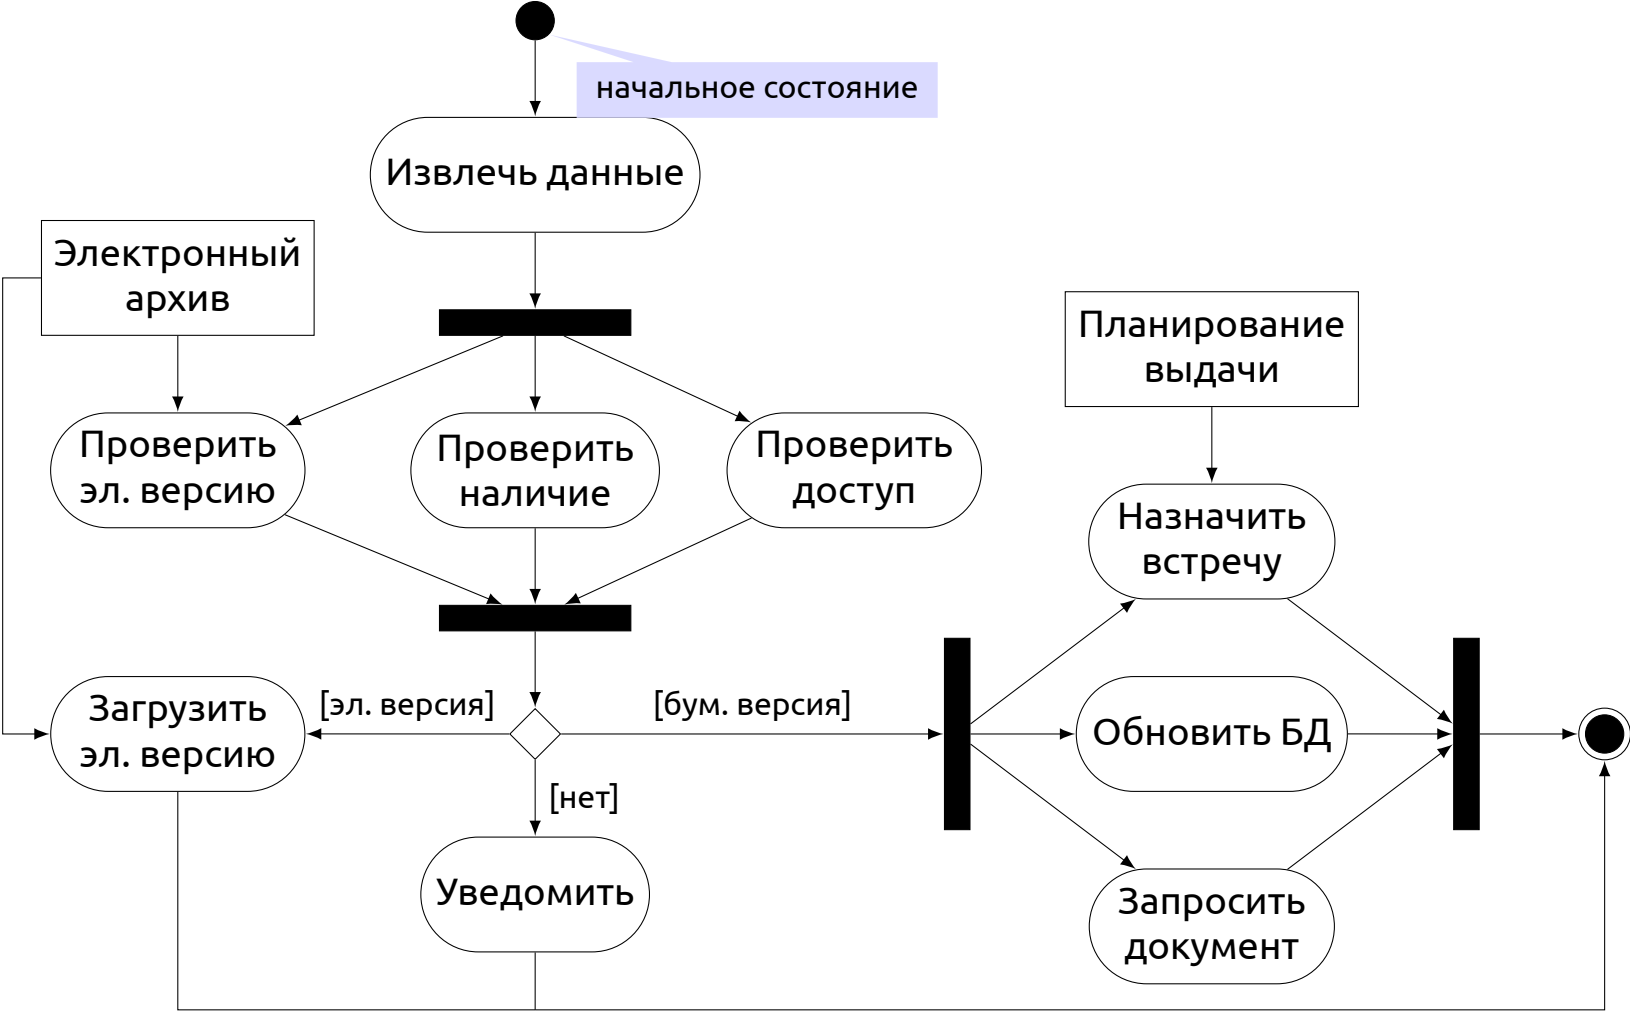 начальное состояние
Извлечь данные
Электронный
архив
Планирование
выдачи
Проверить
эл. версию
Проверить
наличие
Проверить
доступ
Назначить
встречу
Загрузить
эл. версию
[эл. версия]
[бум. версия]
Обновить БД
[нет]
Уведомить
Запросить
документ